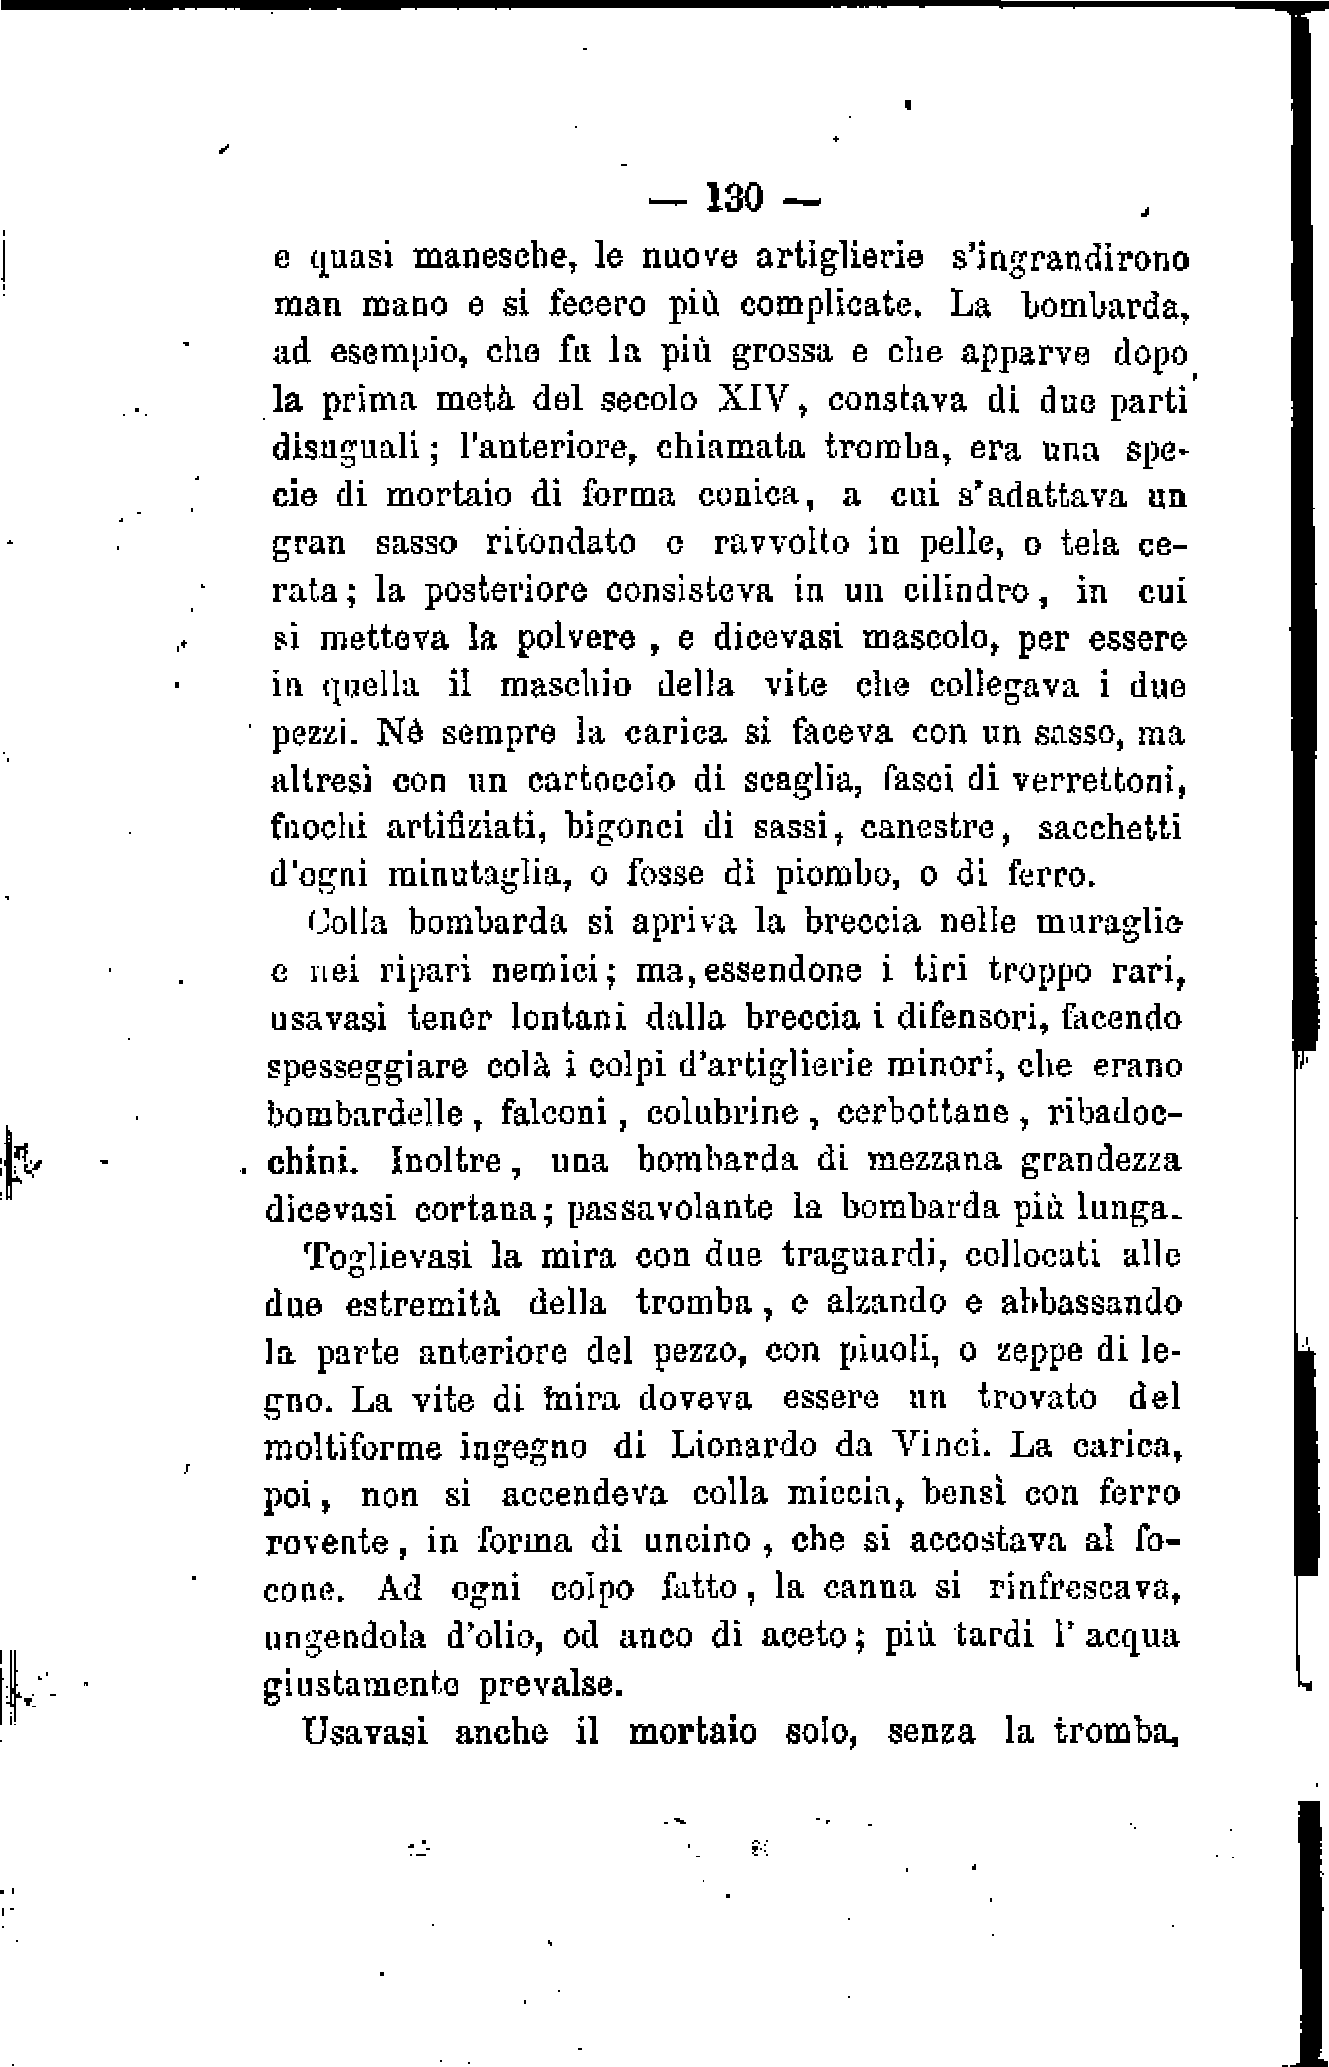 — 130 —
e quasi manesche, le nuove artiglierie s'ingrandirono
man mano e si fecero più complicate. La bombarda,
ad esempio, che fu la più grossa e che apparve dopo
la prima metà del secolo XIV, constava di due parti
disuguali; l'anteriore, chiamata tromba, era una spe-
cie di mortaio di forma conica, a cui s'adattava un
gran sasso ritondato e ravvolto in pelle, o tela ce-
rata; la posteriore consisteva in un cilindro, in cui
si metteva la polvere, e dicevasi mascolo, per essere
in quella il maschio della vite che collegava i due
pezzi. Nè sempre la carica si faceva con un sasso, ma
altresì con un cartoccio di scaglia, fasci di verrettoni,
fuochi artifiziati, bigonci di sassi, canestre, sacchetti
d'ogni minutaglia, o fosse di piombo, o di ferro.
Colla bombarda si apriva la breccia nelle muraglie
e nei ripari nemici; ma, essendone i tiri troppo rari,
usavasi tener lontani dalla breccia i difensori, facendo
spesseggiare colà i colpi d'artiglierie minori, che erano
bombardelle, falconi, colubrine, cerbottane, ribadoc-
chini. Inoltre, una bombarda di mezzana grandezza
dicevasi cortana; passavolante la bombarda più lunga.
Toglievasi la mira con due traguardi, collocati alle
due estremità della tromba, e alzando e abbassando
la parte anteriore del pezzo, con piuoli, o zeppe di le-
gno. La vite di mira doveva essere un trovato del
moltiforme ingegno di Lionardo da Vinci. La carica,
poi, non si accendeva colla miccia, bensì con ferro
rovente, in forma di uncino, che si accostava al fo-
cone. Ad ogni colpo fatto, la canna si rinfrescava,
ungendola d'olio, od anco di aceto; più tardi l'acqua
giustamente prevalse.
Usavasi anche il mortaio solo, senza la tromba,